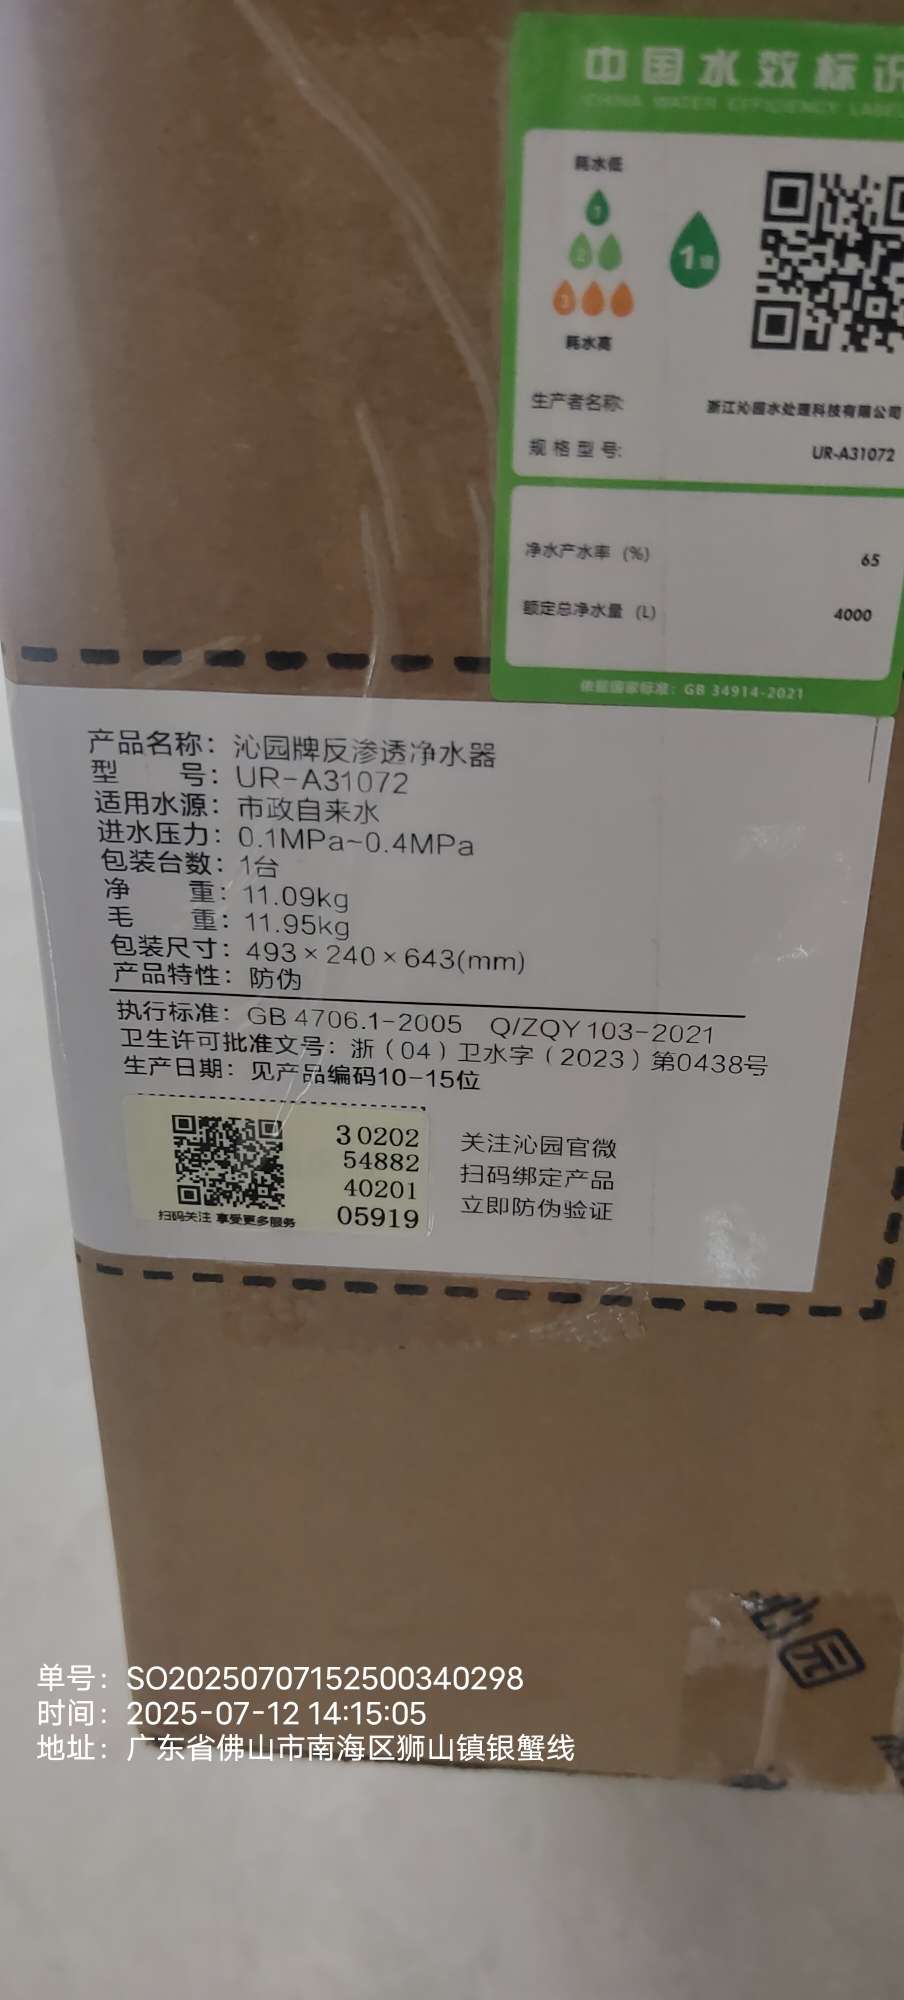 中国水效标识
CHINA WATER EFFICIENCY LABEL
耗水低
1
2
3
耗水高
1级
生产者名称: 浙江沁园水处理科技有限公司
规格型号: UR-A31072
净水产水率 (%) 65
额定总净水量 (L) 4000
依据国家标准: GB 34914-2021
产品名称: 沁园牌反渗透净水器
型 号: UR-A31072
适用水源: 市政自来水
进水压力: 0.1MPa~0.4MPa
包装台数: 1台
净 重: 11.09kg
毛 重: 11.95kg
包装尺寸: 493×240×643(mm)
产品特性: 防伪
执行标准: GB 4706.1-2005 Q/ZQY 103-2021
卫生许可批准文号: 浙(04)卫水字(2023)第0438号
生产日期: 见产品编码10-15位
30202
54882
40201
05919
扫码关注 享受更多服务
关注沁园官微
扫码绑定产品
立即防伪验证
沁园
单号: SO20250707152500340298
时间: 2025-07-12 14:15:05
地址: 广东省佛山市南海区狮山镇银蟹线